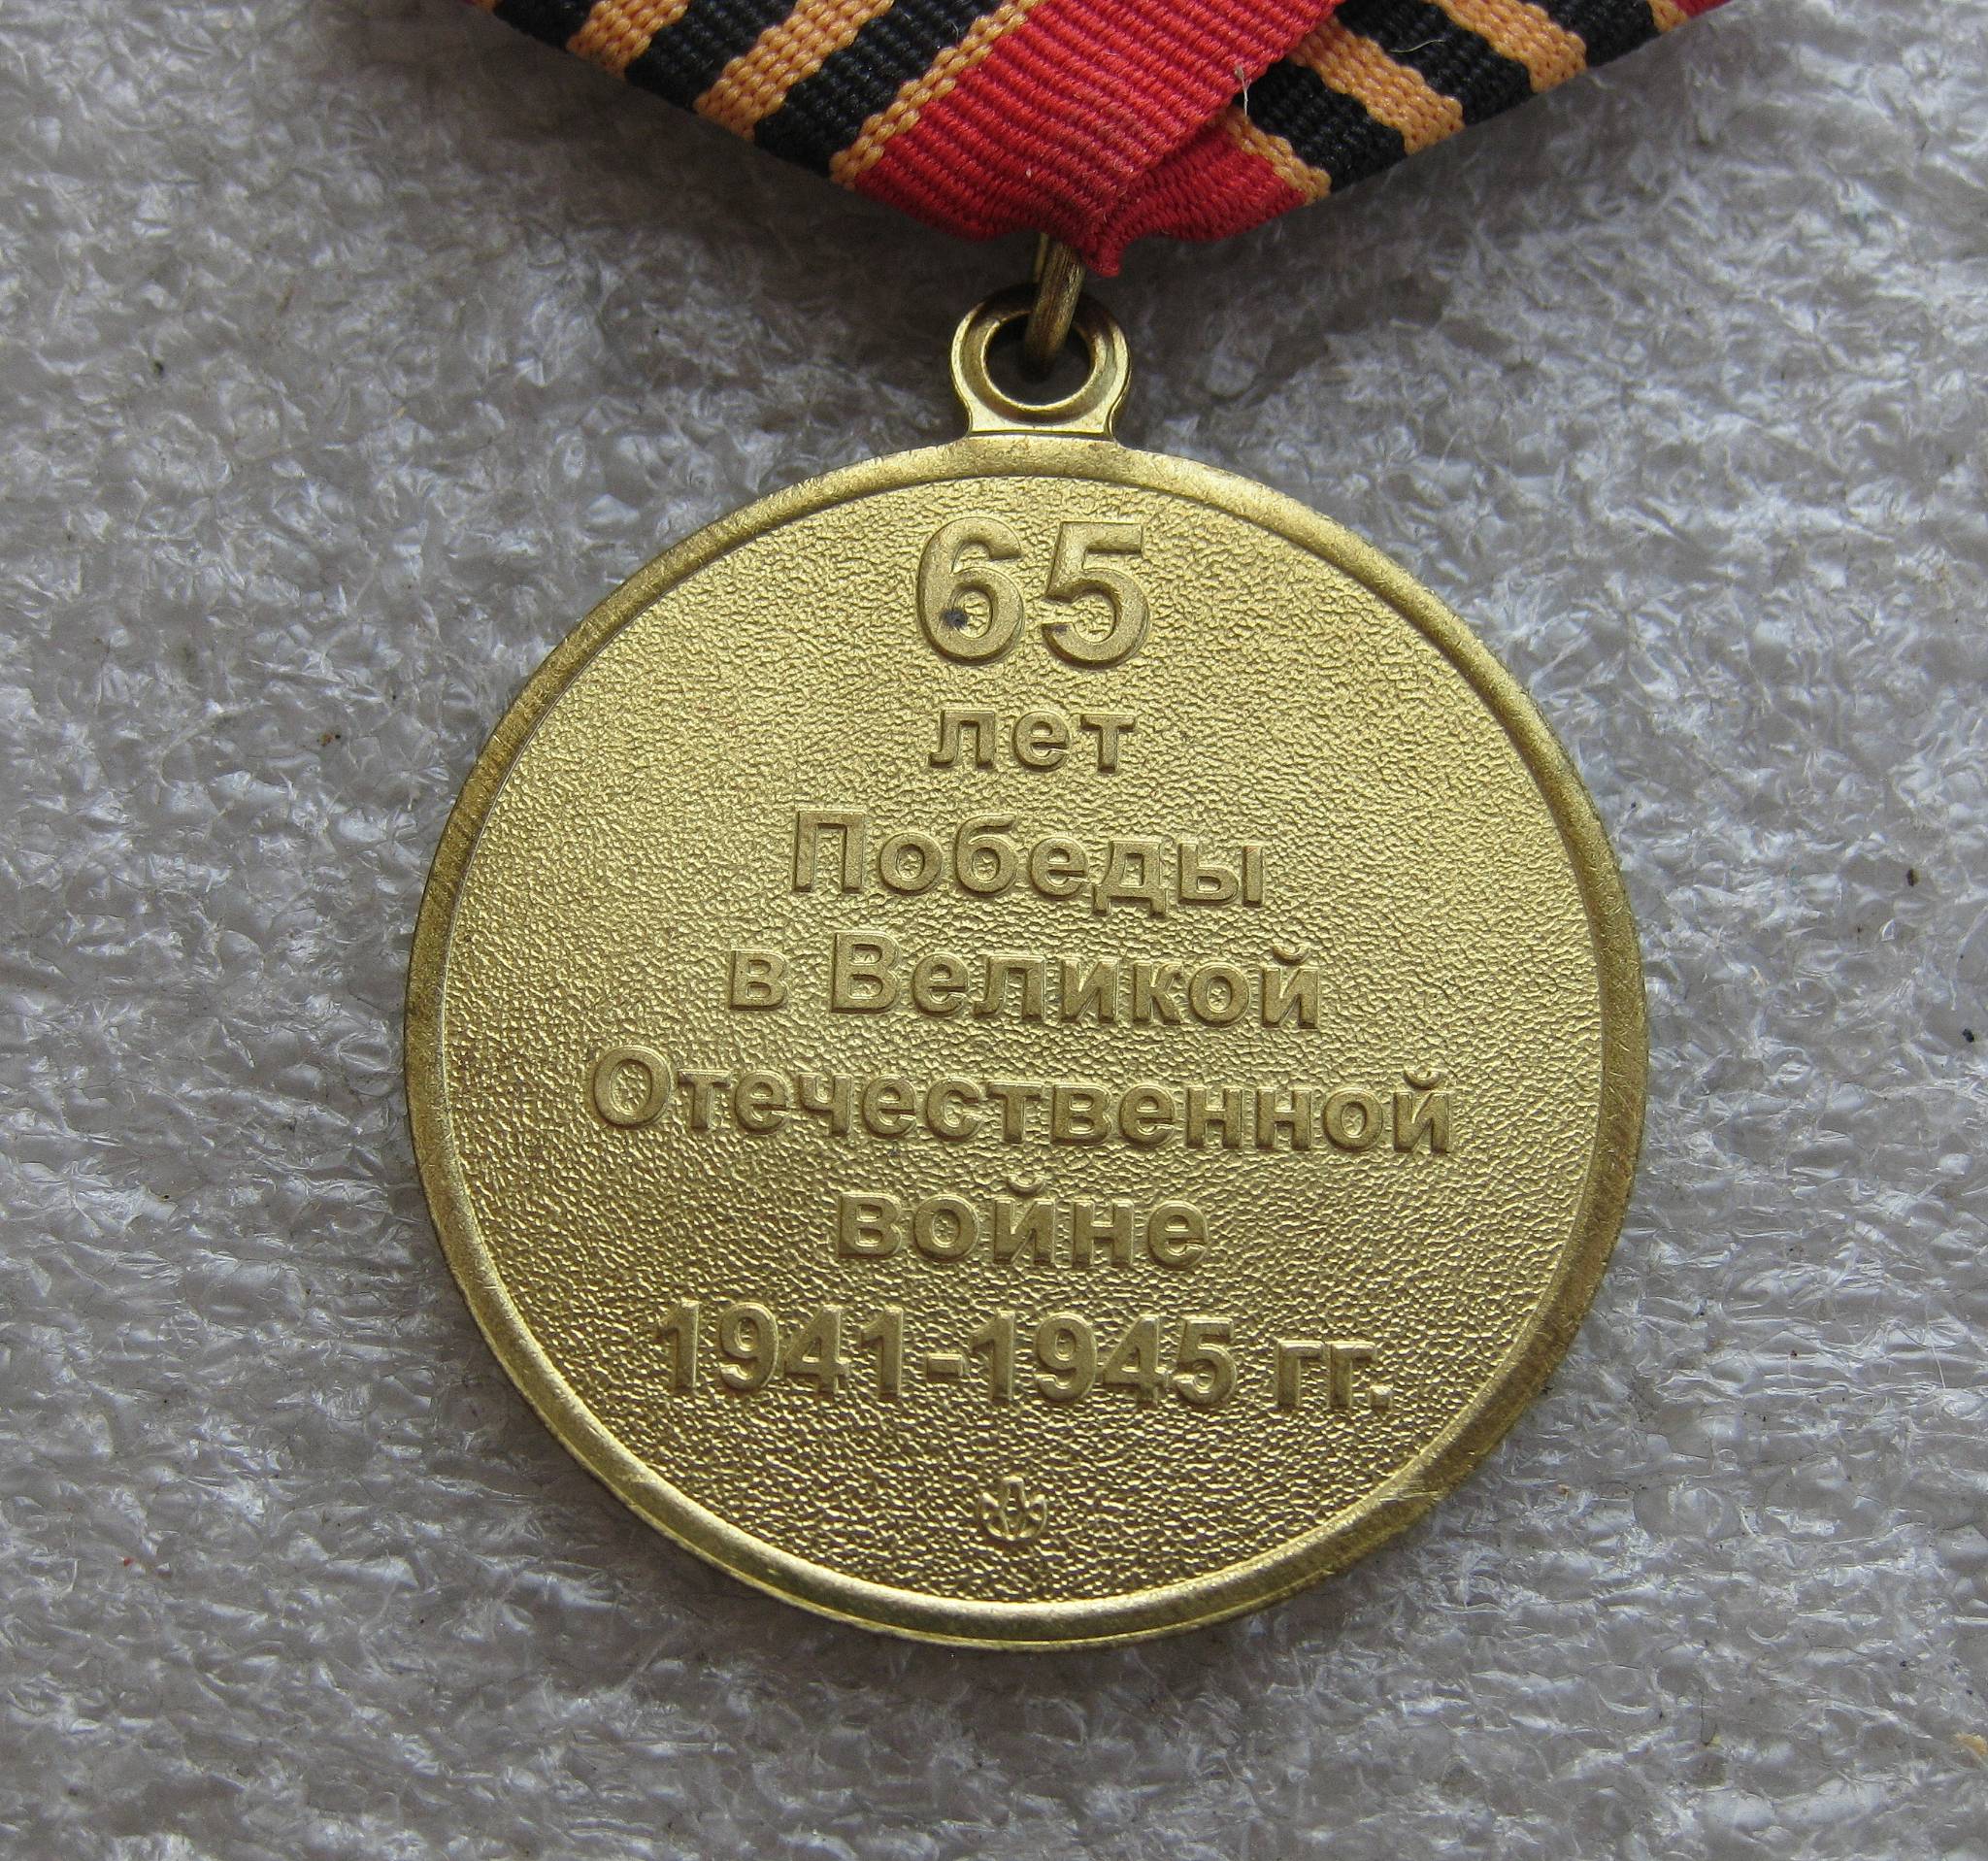 65
лет
Победы
в Великой
Отечественной
войне
1941-1945 гг.